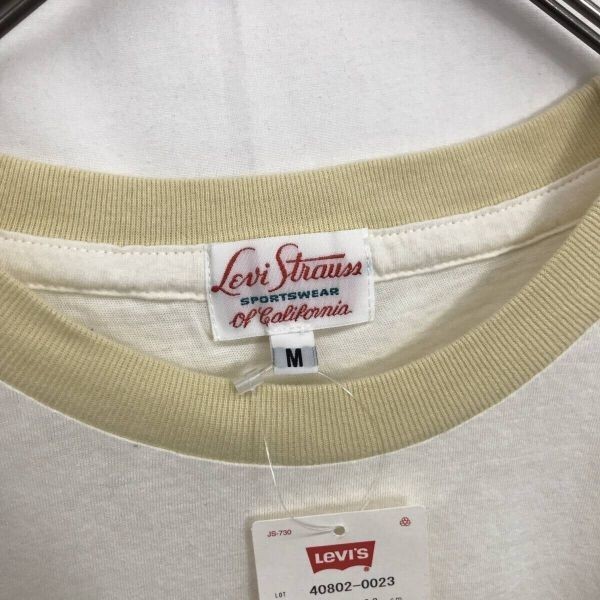 Levi Strauss
SPORTSWEAR
of California
M
JS-730
LEVI'S
LOT 40802-0023